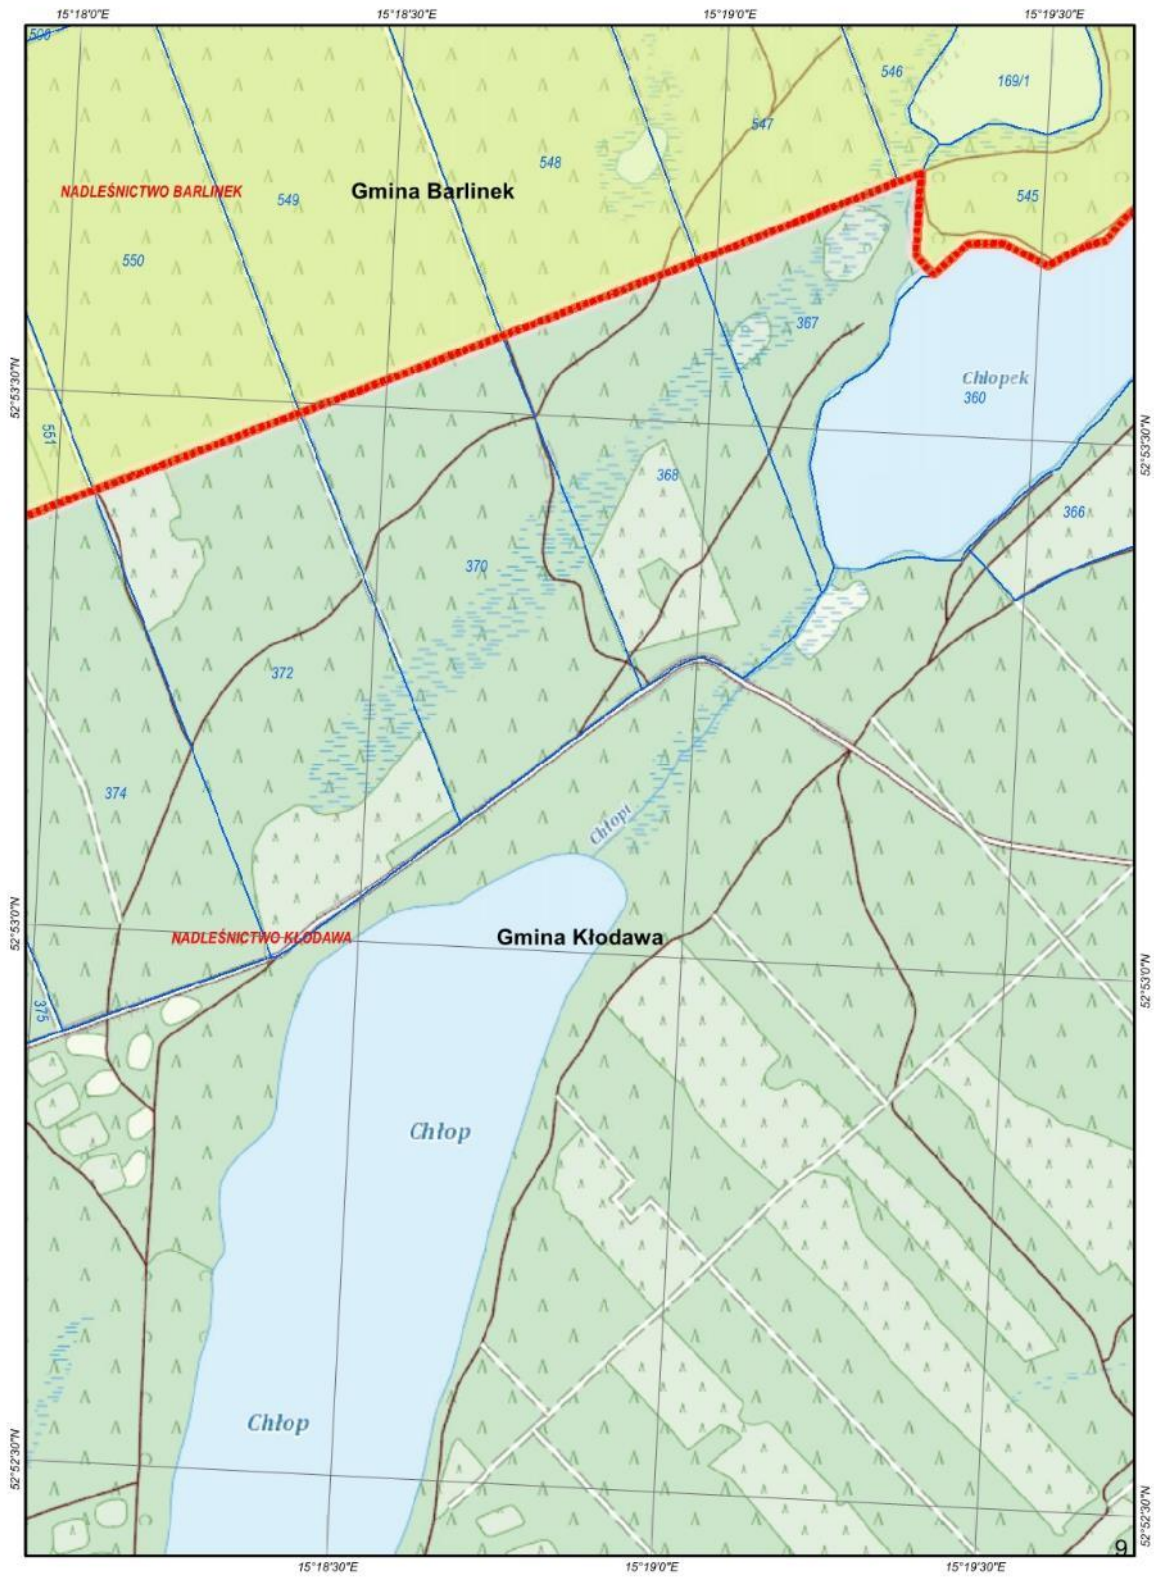 15°18'0"E
15°18'30"E
15°19'0"E
15°19'30"E
546
169/1
547
548
NADLEŚNICTWO BARLINEK
Gmina Barlinek
549
545
550
367
52°53'30"N
Chłopek
360
551
52°53'30"N
368
366
370
372
374
Chłopi
52°53'0"N
NADLEŚNICTWO KŁODAWA
Gmina Kłodawa
52°53'0"N
375
Chłop
Chłop
52°52'30"N
52°52'30"N
9
15°18'30"E
15°19'0"E
15°19'30"E